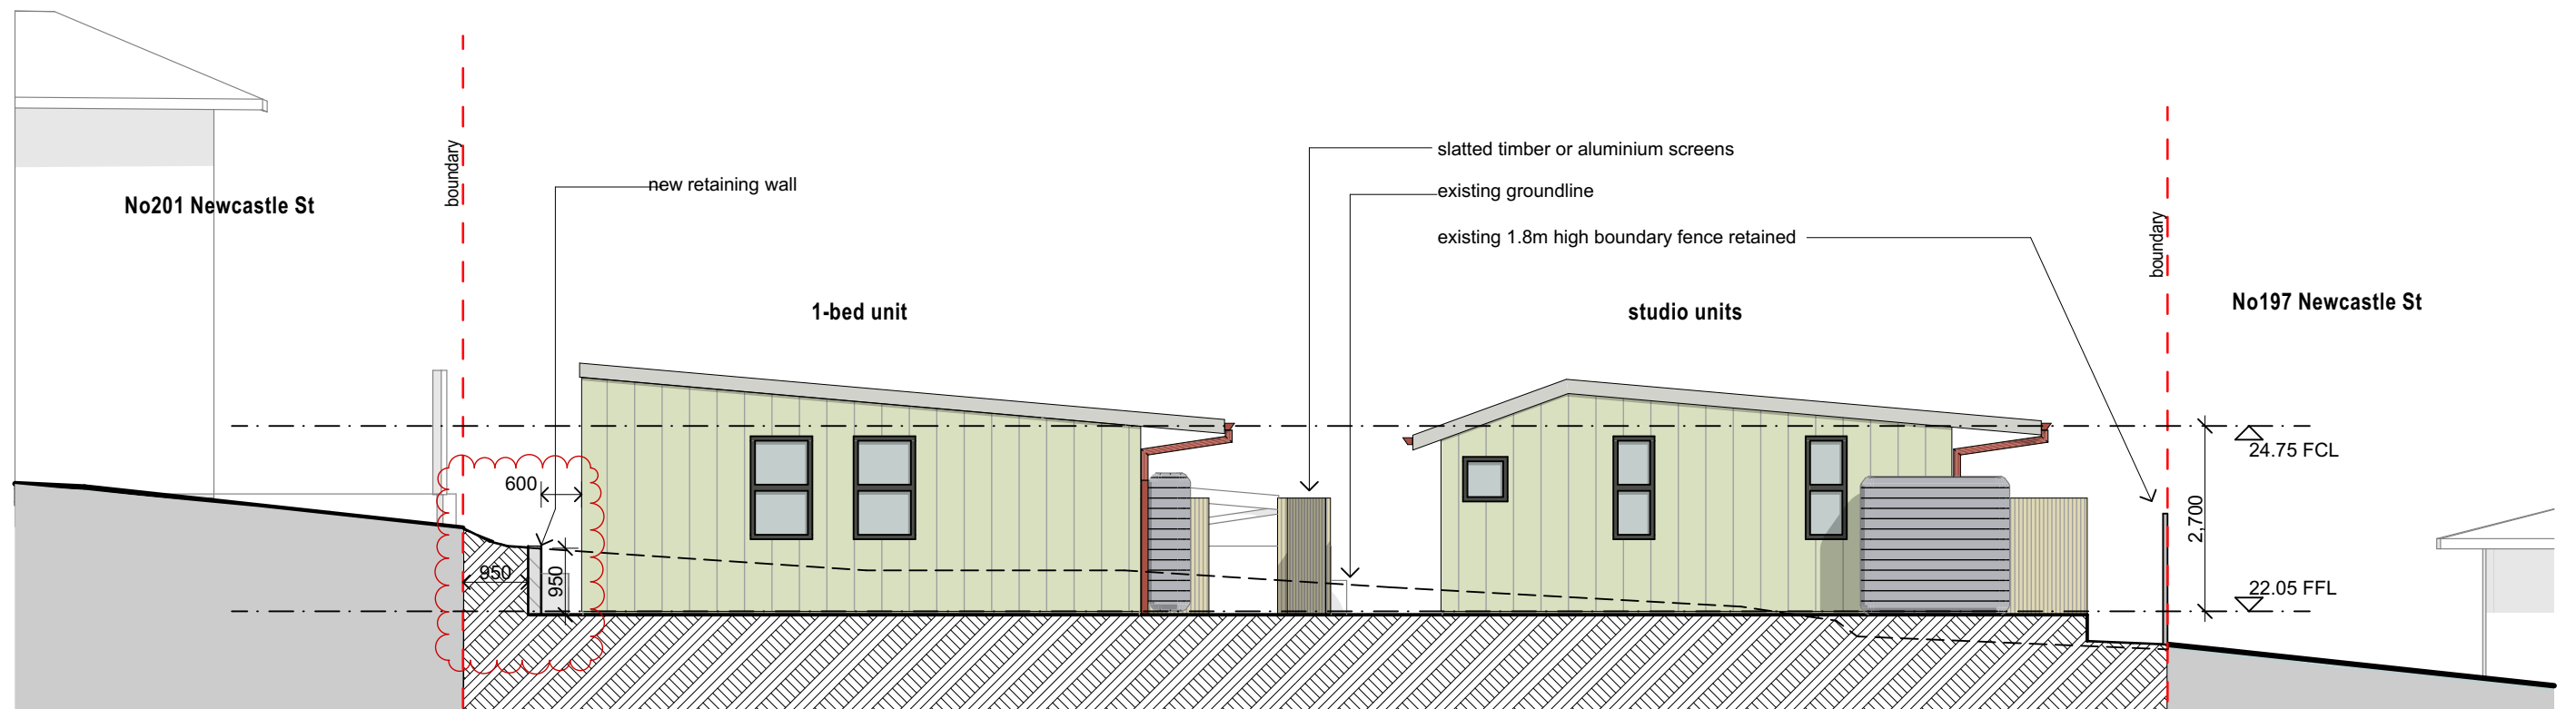 boundary
slatted timber or aluminium screens
new retaining wall
existing groundline
No201 Newcastle St
existing 1.8m high boundary fence retained
boundary
1-bed unit
studio units
No197 Newcastle St
24.75 FCL
600
2,700
950
950
22.05 FFL